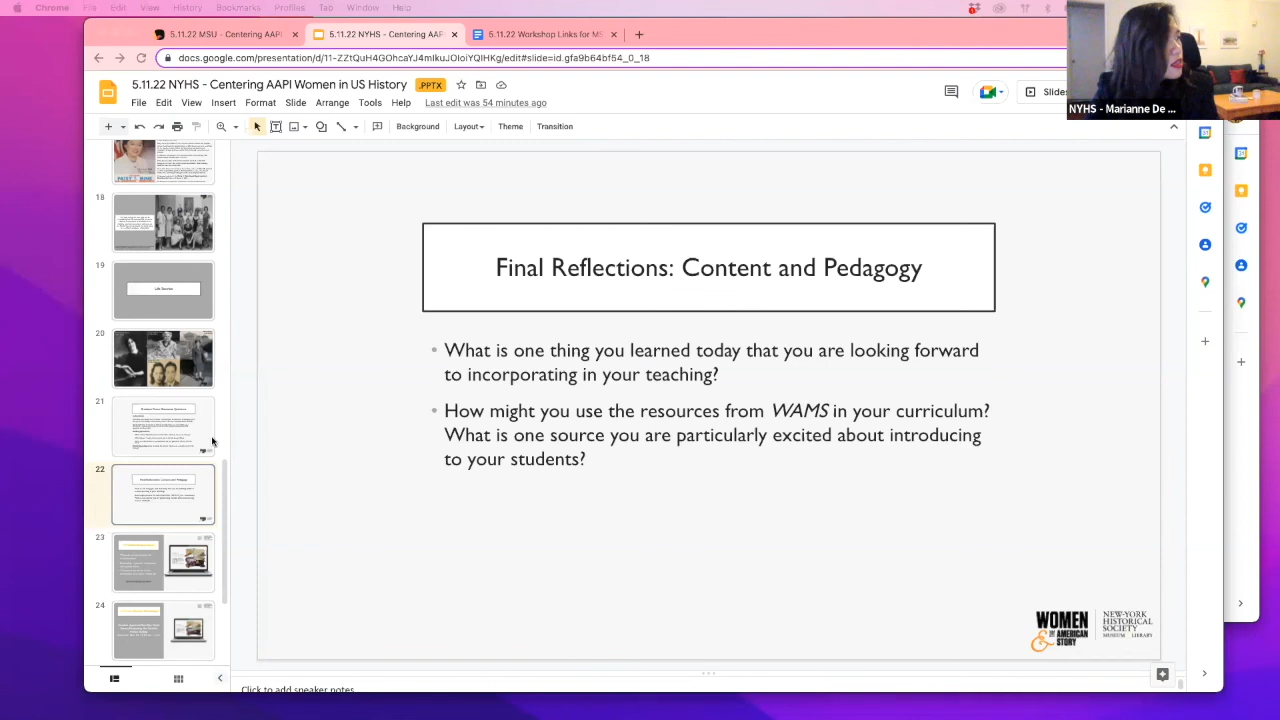 Chrome File Edit View History Bookmarks Profiles Tab Window Help
5.11.22 MSU - Centering AAPI
5.11.22 NYHS - Centering AAPI
5.11.22 Workshop Links for MS
docs.google.com/presentation/d/11-ZZtQuH4GOhcaYJ4mIkuJOIoiYQIHKg/edit#slide=id.gfa9b64bf54_0_18
5.11.22 NYHS - Centering AAPI Women in US History .PPTX
Slides
NYHS - Marianne De ...
File Edit View Insert Format Slide Arrange Tools Help Last edit was 54 minutes ago
Background Layout Theme Transition
18
19
20
21
22
23
24
Final Reflections: Content and Pedagogy
• What is one thing you learned today that you are looking forward
to incorporating in your teaching?
• How might you use the resources from WAMS in your curriculum?
What is one source you are particularly excited about introducing
to your students?
WOMEN
& IN AMERICAN
STORY
NEW-YORK
HISTORICAL
SOCIETY
MUSEUM & LIBRARY
Click to add speaker notes